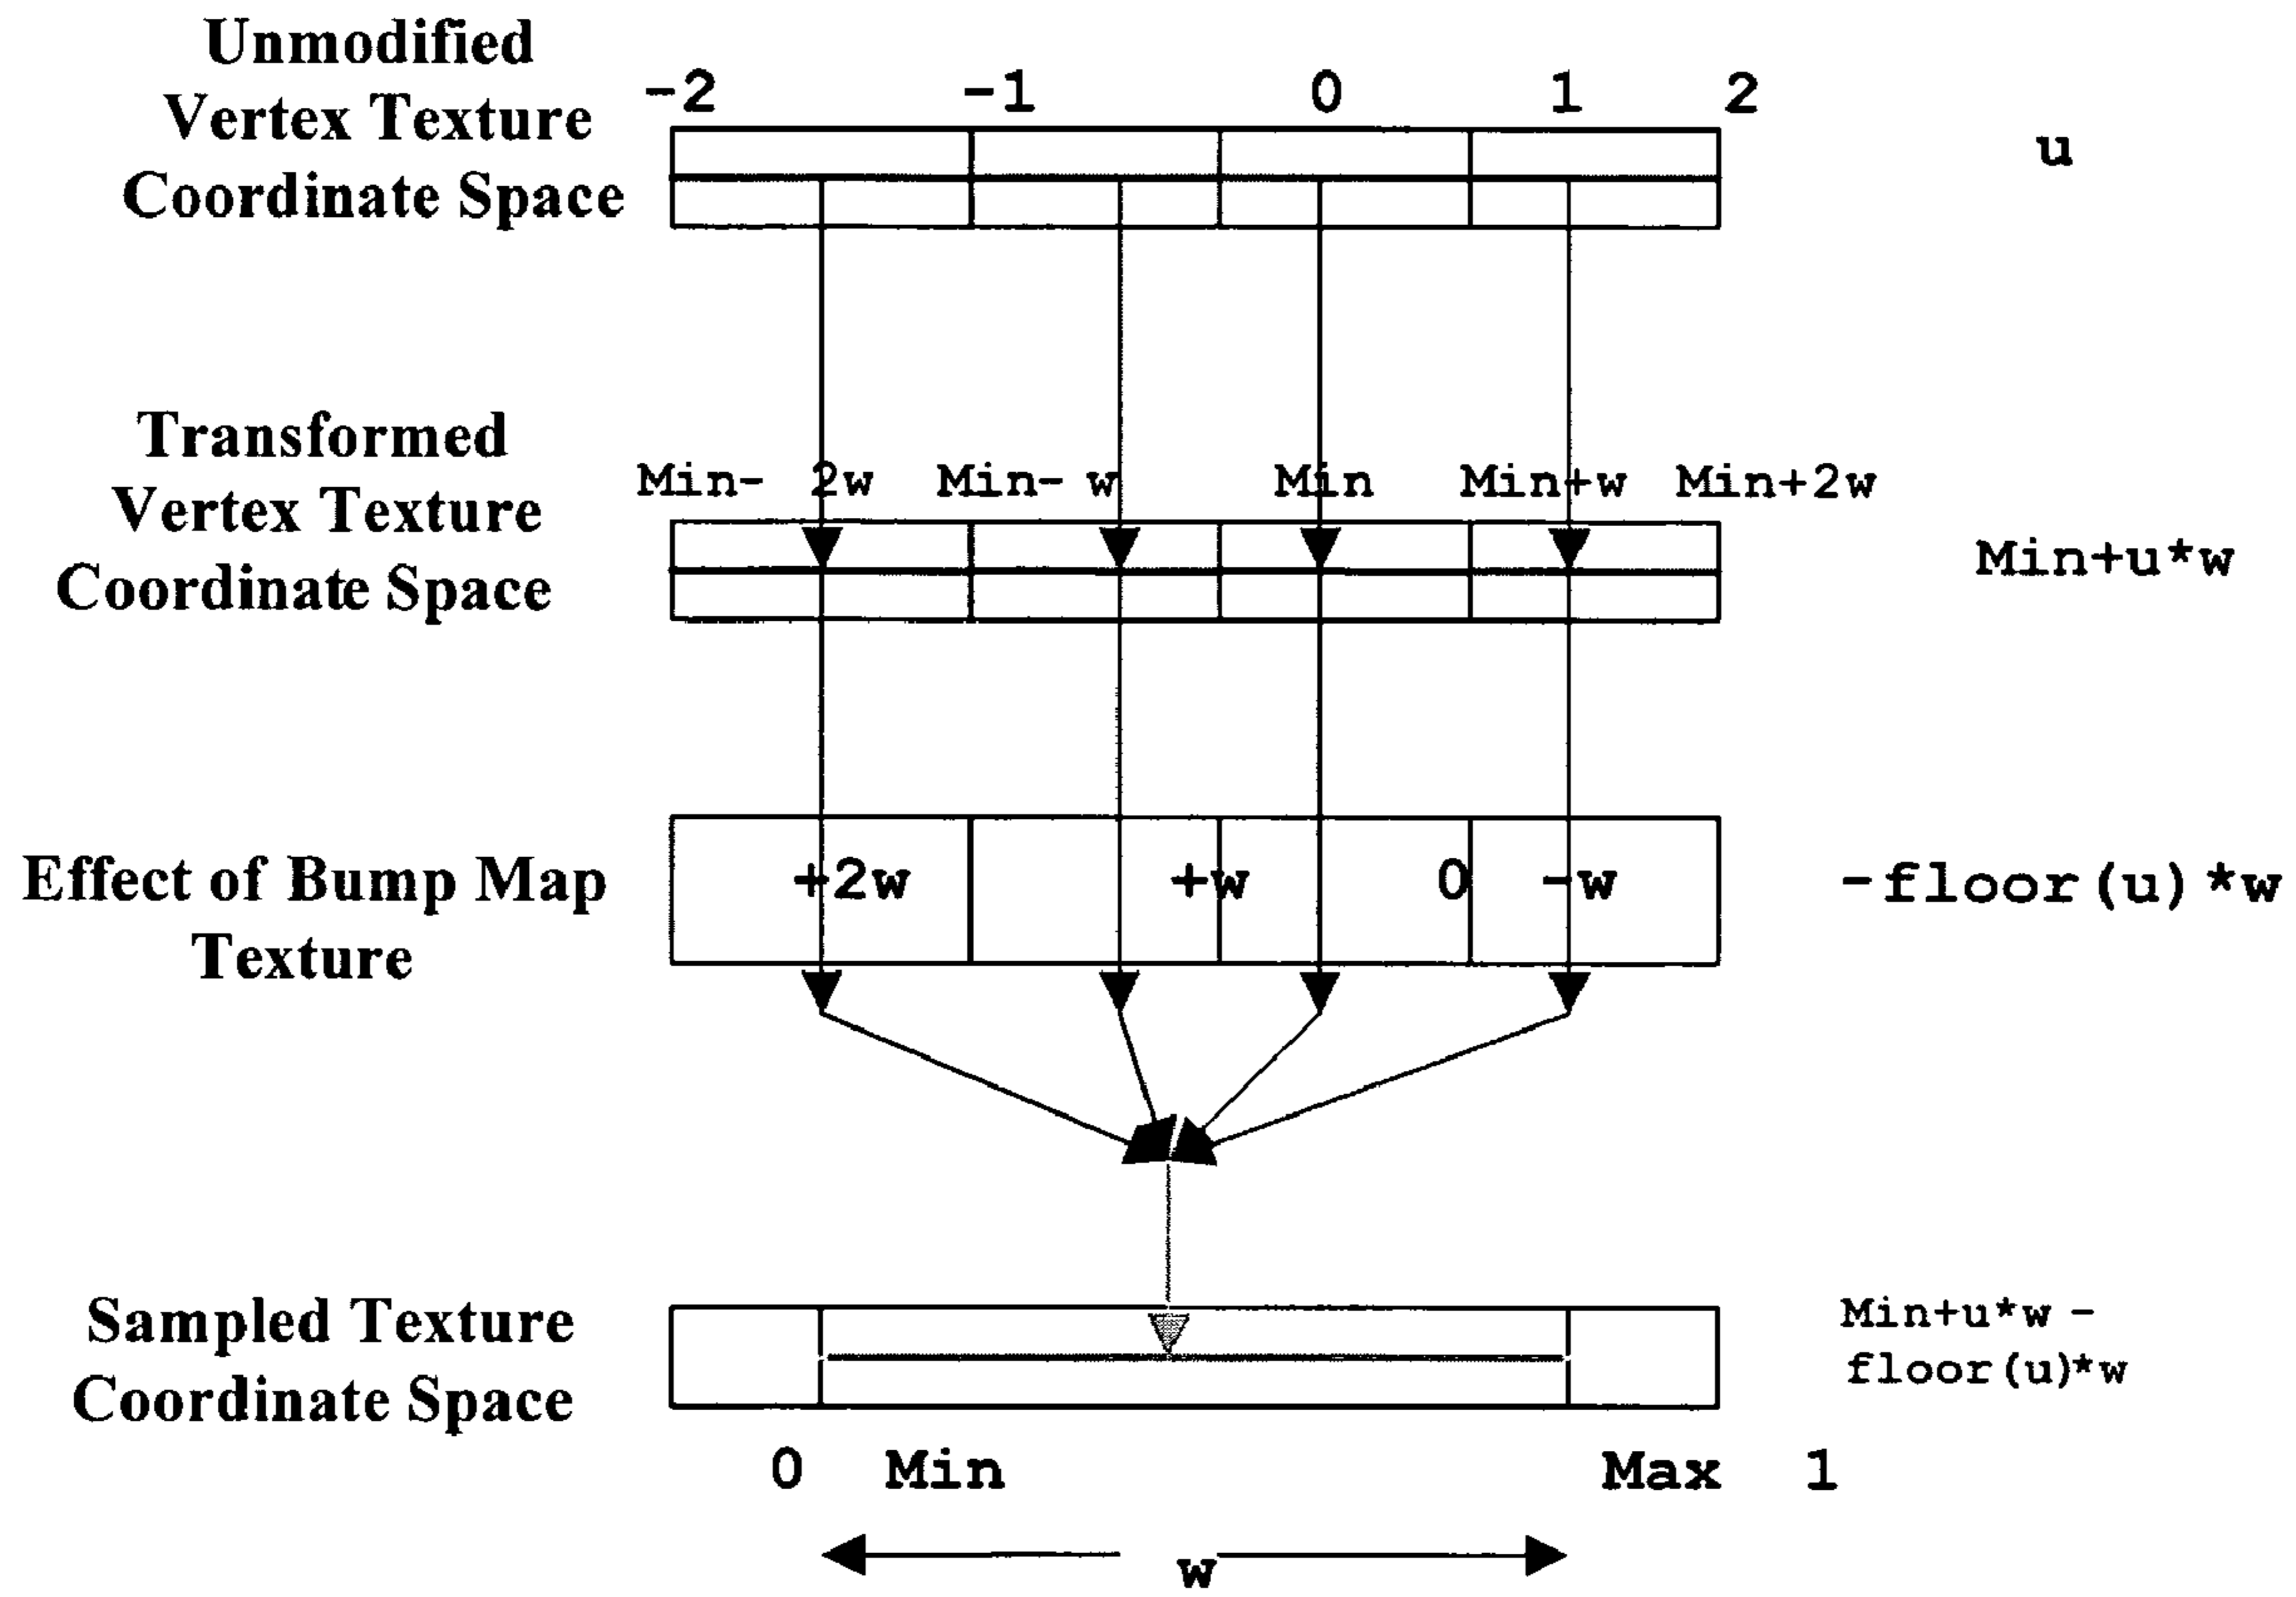 Unmodified
Vertex Texture
Coordinate Space
-2 -1 0 1 2
u
Transformed
Vertex Texture
Coordinate Space
Min- 2w Min- w Min Min+w Min+2w
Min+u*w
Effect of Bump Map
Texture
+2w +w 0 -w
-floor(u)*w
Sampled Texture
Coordinate Space
Min+u*w -
floor(u)*w
0 Min Max 1
w